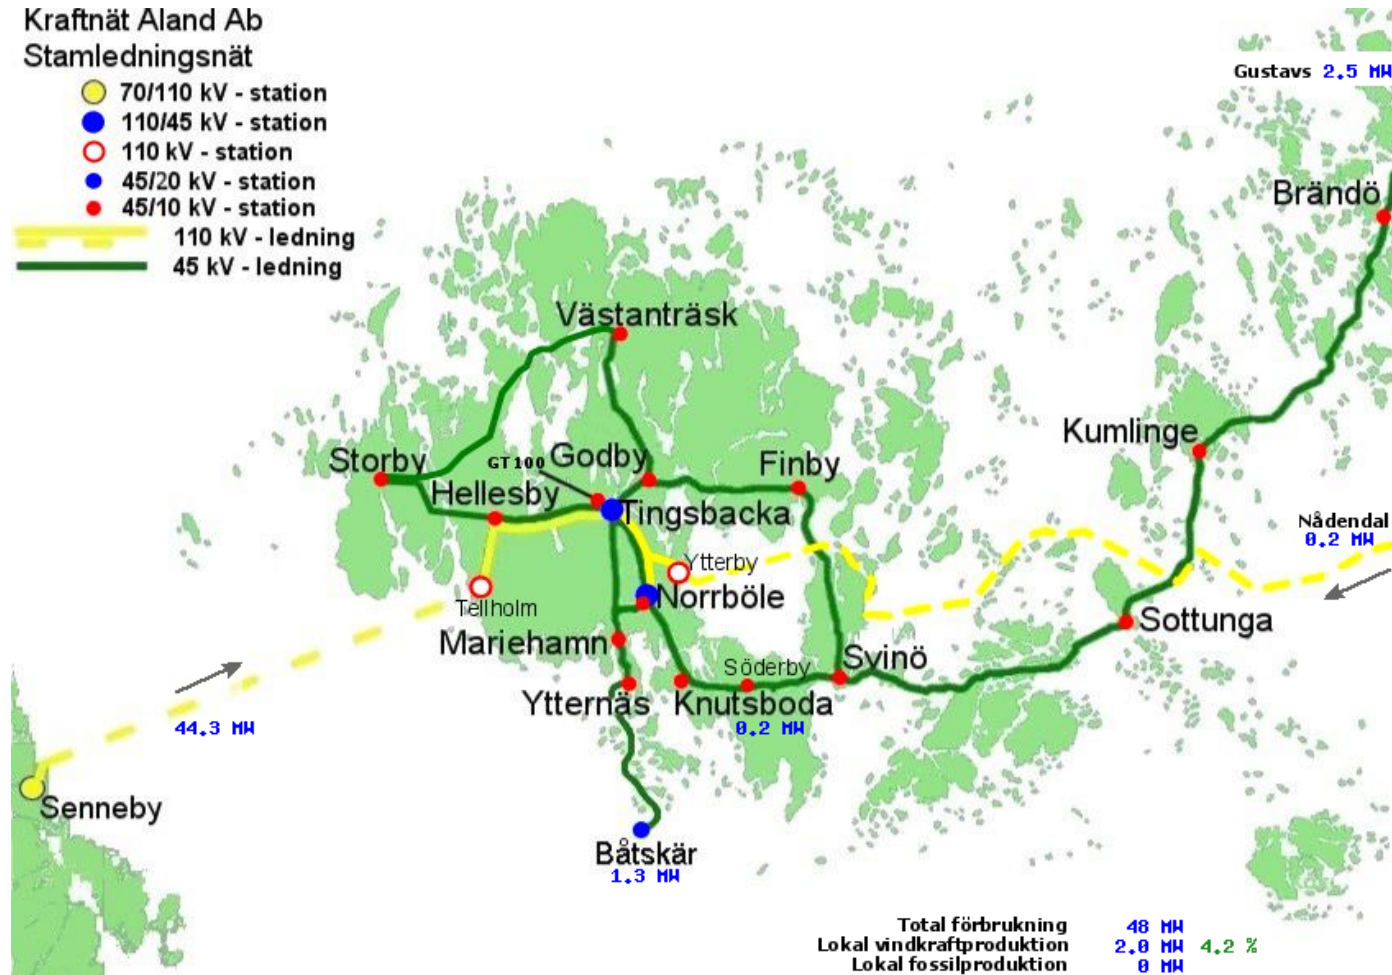 Kraftnät Åland Ab
Stamledningsnät
70/110 kV - station
110/45 kV - station
110 kV - station
45/20 kV - station
45/10 kV - station
110 kV - ledning
45 kV - ledning
Gustavs 2.5 MW
Brändö
Västanträsk
Kumlinge
Storby
GT100
Godby
Finby
Hellesby
Tingsbacka
Nådendal
0.2 MW
Ytterby
Tellholm
Norrböle
Sottunga
Mariehamn
Söderby
Svinö
Ytternäs
Knutsboda
44.3 MW
0.2 MW
Senneby
Båtskär
1.3 MW
Total förbrukning 48 MW
Lokal vindkraftproduktion 2.0 MW 4.2 %
Lokal fossilproduktion 0 MW